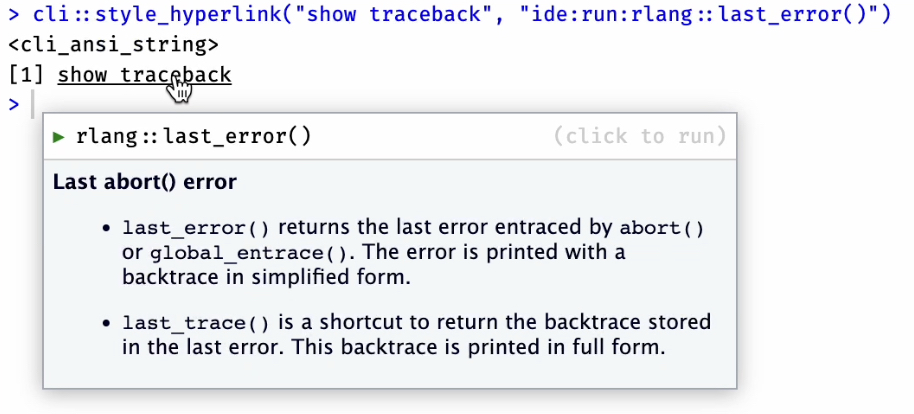 > cli::style_hyperlink("show traceback", "ide:run:rlang::last_error()")
<cli_ansi_string>
[1] show traceback
>
▶ rlang::last_error() (click to run)
Last abort() error
• last_error() returns the last error entraced by abort()
or global_entrace(). The error is printed with a
backtrace in simplified form.
• last_trace() is a shortcut to return the backtrace stored
in the last error. This backtrace is printed in full form.